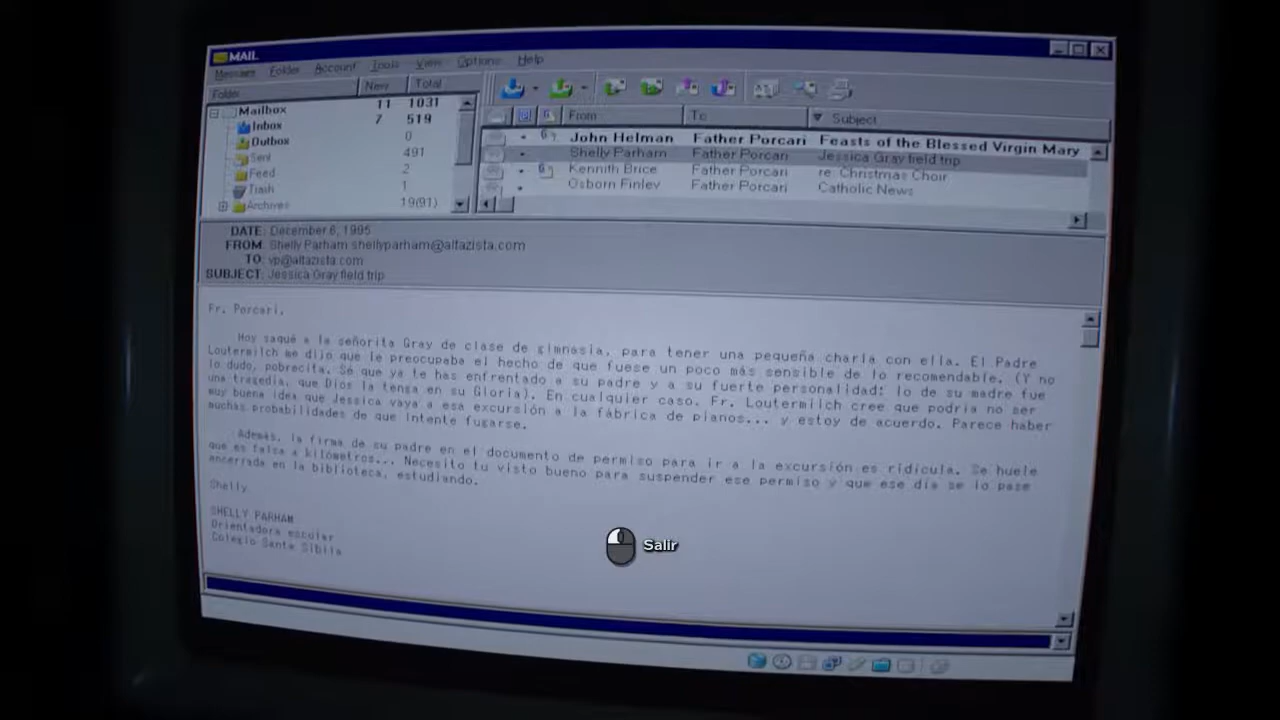 MAIL
Message Folder Account Tools View Options Help
Folder New Total
Mailbox 11 1031
Inbox 7 519
Outbox 0
Sent 491
Feed 2
Trash 1
Archives 19(91)
From To Subject
John Helman Father Porcari Feasts of the Blessed Virgin Mary
Shelly Parham Father Porcari Jessica Gray field trip
Kennith Brice Father Porcari re: Christmas Choir
Osborn Finley Father Porcari Catholic News
DATE: December 6, 1995
FROM: Shelly Parham shellyparham@altazista.com
TO: vp@altazista.com
SUBJECT: Jessica Gray field trip
Fr. Porcari,
Hoy saqué a la señorita Gray de clase de gimnasia, para tener una pequeña charla con ella. El Padre
Loutermilch me dijo que le preocupaba el hecho de que fuese un poco más sensible de lo recomendable. (Y no
lo dudo, pobrecita. Sé que ya te has enfrentado a su padre y a su fuerte personalidad: lo de su madre fue
una tragedia, que Dios la tenga en su Gloria). En cualquier caso. Fr. Loutermilch cree que podría no ser
muy buena idea que Jessica vaya a esa excursión a la fábrica de pianos... y estoy de acuerdo. Parece haber
muchas probabilidades de que intente fugarse.
Además, la firma de su padre en el documento de permiso para ir a la excursión es ridícula. Se huele
que es falsa a kilómetros... Necesito tu visto bueno para suspender ese permiso y que ese día se lo pase
encerrada en la biblioteca, estudiando.
Shelly
SHELLY PARHAM
Orientadora escolar
Colegio Santa Sibila
Salir